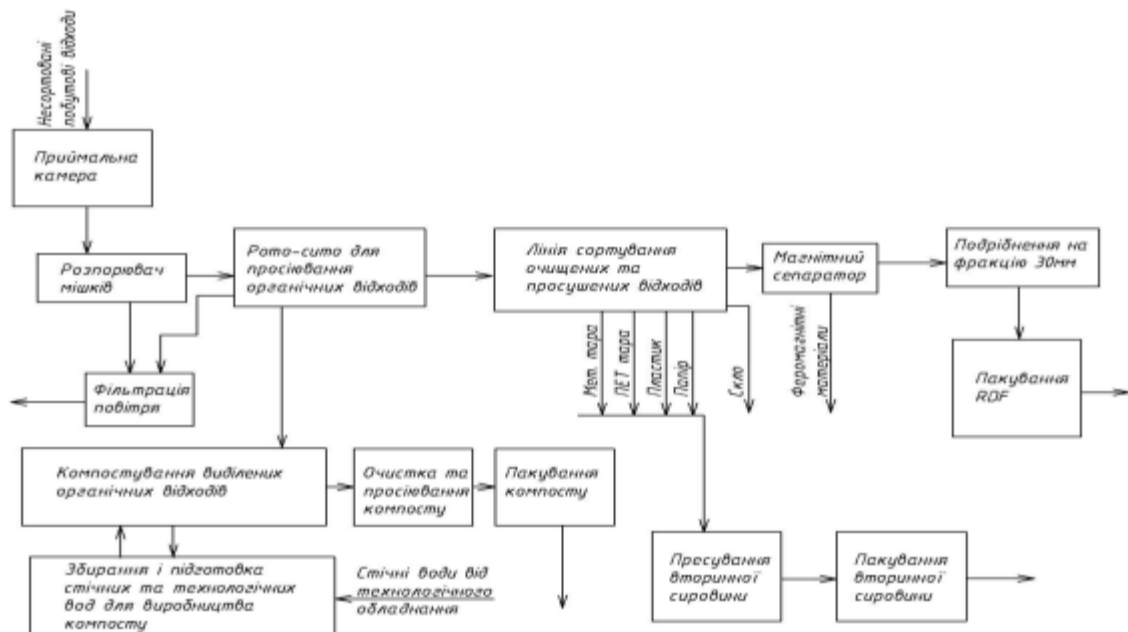 Несортовані
побутові відходи
Приймальна
камера
Розпорювач
мішків
Рото-сито для
просіювання
органічних відходів
Лінія сортування
очищених та
просушених відходів
Магнітний
сепаратор
Подрібнення на
фракцію 30мм
Фільтрація
повітря
Мет. тара
ПЕТ тара
Пластик
Папір
Скло
Феромагнітні
матеріали
Пакування
RDF
Компостування виділених
органічних відходів
Очистка та
просіювання
компосту
Пакування
компосту
Збирання і підготовка
стічних та технологічних
вод для виробництва
компосту
Стічні води від
технологічного
обладнання
Пресування
вторинної
сировини
Пакування
вторинної
сировини